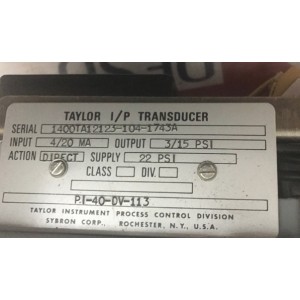 TAYLOR I/P TRANSDUCER
SERIAL 1400TA12123-104-1743A
INPUT 4/20 MA OUTPUT 3/15 PSI
ACTION DIRECT SUPPLY 22 PSI
CLASS DIV.
P.I-40-DV-113
TAYLOR INSTRUMENT PROCESS CONTROL DIVISION
SYBRON CORP., ROCHESTER, N.Y., U.S.A.